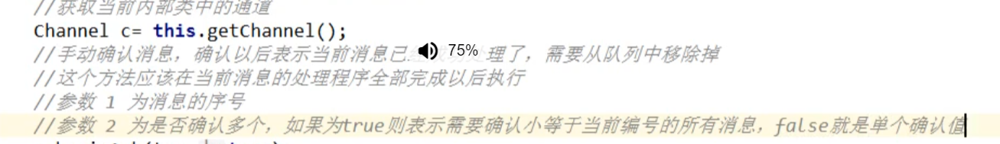 //获取当前内部类中的通道
Channel c= this.getChannel();
//手动确认消息，确认以后表示当前消息已 处理了，需要从队列中移除掉
75%
//这个方法应该在当前消息的处理程序全部完成以后执行
//参数 1 为消息的序号
//参数 2 为是否确认多个，如果为true则表示需要确认小等于当前编号的所有消息，false就是单个确认值